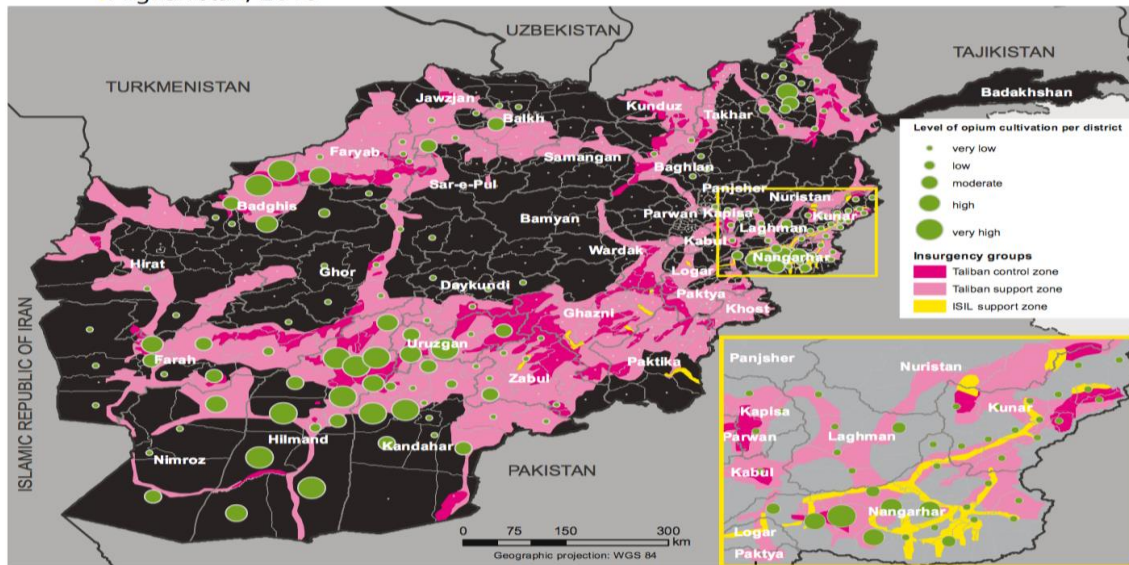 UZBEKISTAN
TAJIKISTAN
TURKMENISTAN
Badakhshan
Jawzjan
Balkh
Kunduz
Takhar
Faryab
Samangan
Baghlan
Sar-e-Pul
Panjsher
Nuristan
Badghis
Bamyan
Parwan
Kapisa
Kunar
Laghman
Kabul
Wardak
Nangarhar
Hirat
Logar
Ghor
Daykundi
Paktya
Ghazni
Khost
Uruzgan
Farah
Paktika
Zabul
Hilmand
Kandahar
Nimroz
ISLAMIC REPUBLIC OF IRAN
PAKISTAN
0 75 150 300
km
Geographic projection: WGS 84
Level of opium cultivation per district
very low
low
moderate
high
very high
Insurgency groups
Taliban control zone
Taliban support zone
ISIL support zone
Panjsher
Nuristan
Kapisa
Kunar
Parwan
Laghman
Kabul
Nangarhar
Logar
Paktya